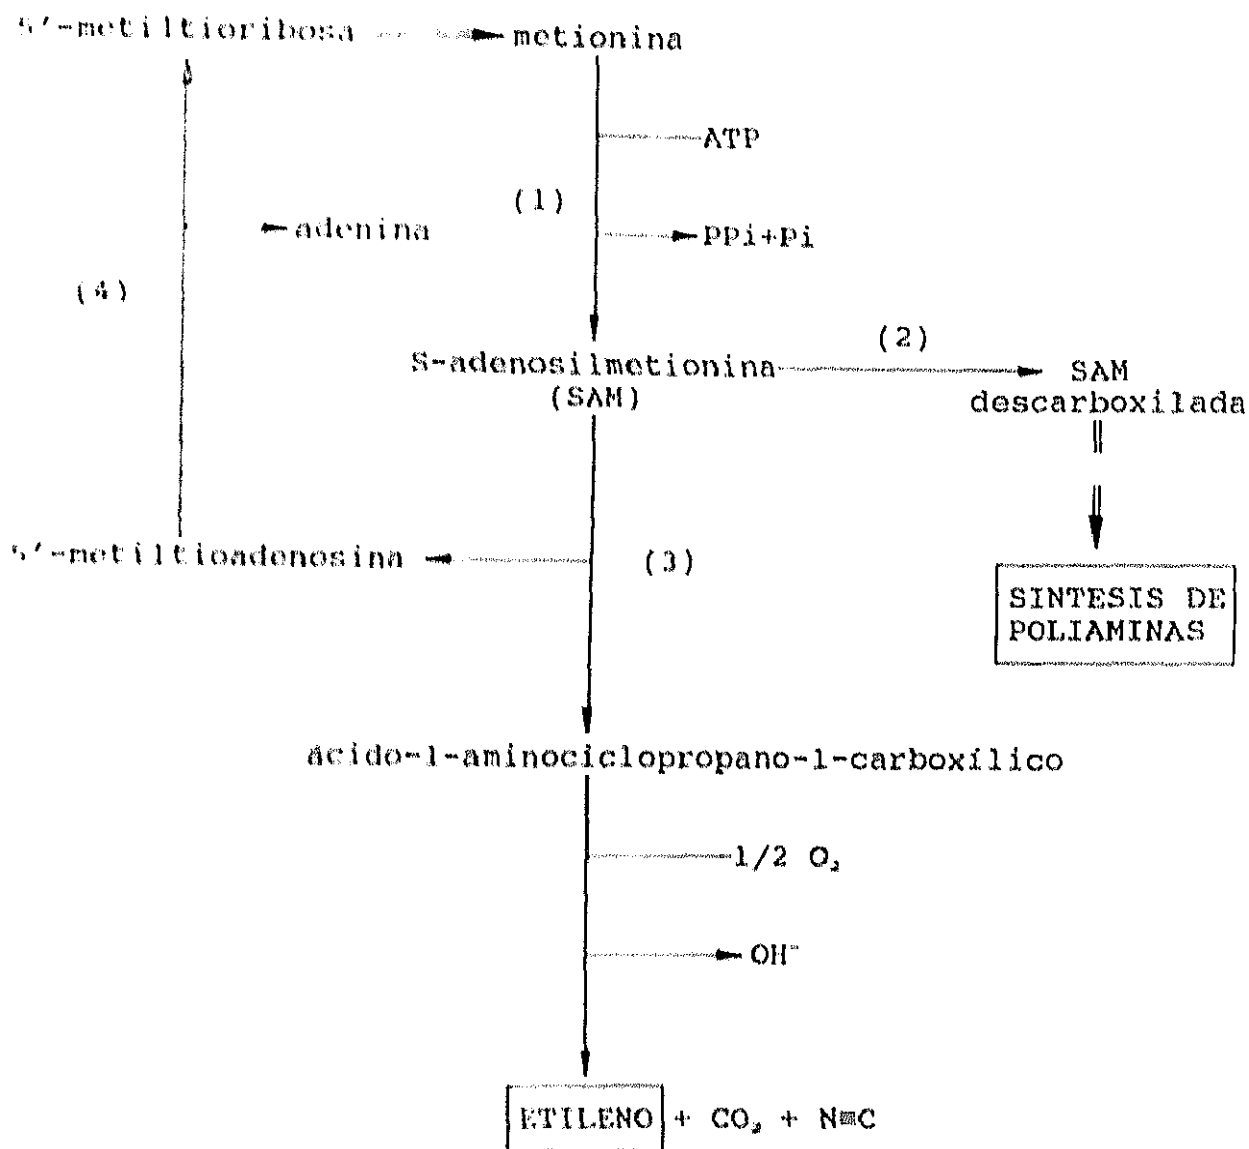 5'-metiltioribosa metionina
ATP
(1)
adenina
PPi+Pi
(4)
(2)
S-adenosilmetionina
(SAM)
SAM
descarboxilada
5'-metiltioadenosina
(3)
SINTESIS DE
POLIAMINAS
ácido-1-aminociclopropano-1-carboxílico
1/2 O₂
OH⁻
ETILENO + CO₂ + N≡C